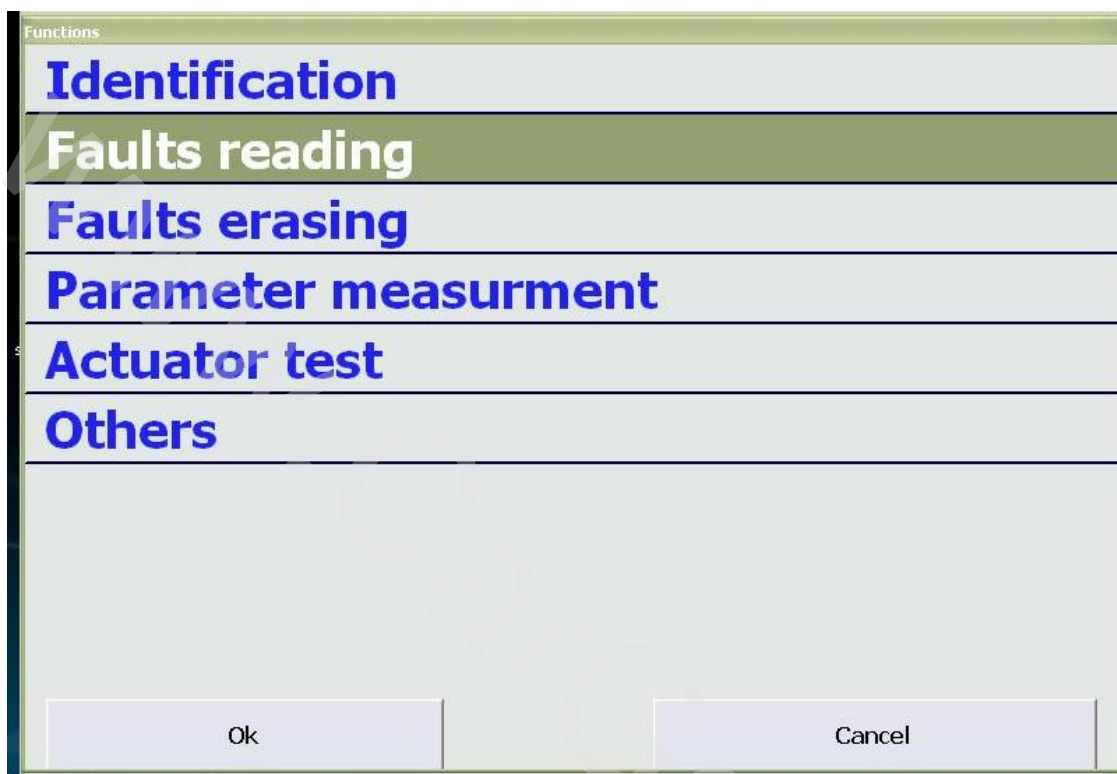 Functions
Identification
Faults reading
Faults erasing
Parameter measurment
Actuator test
Others
Ok
Cancel